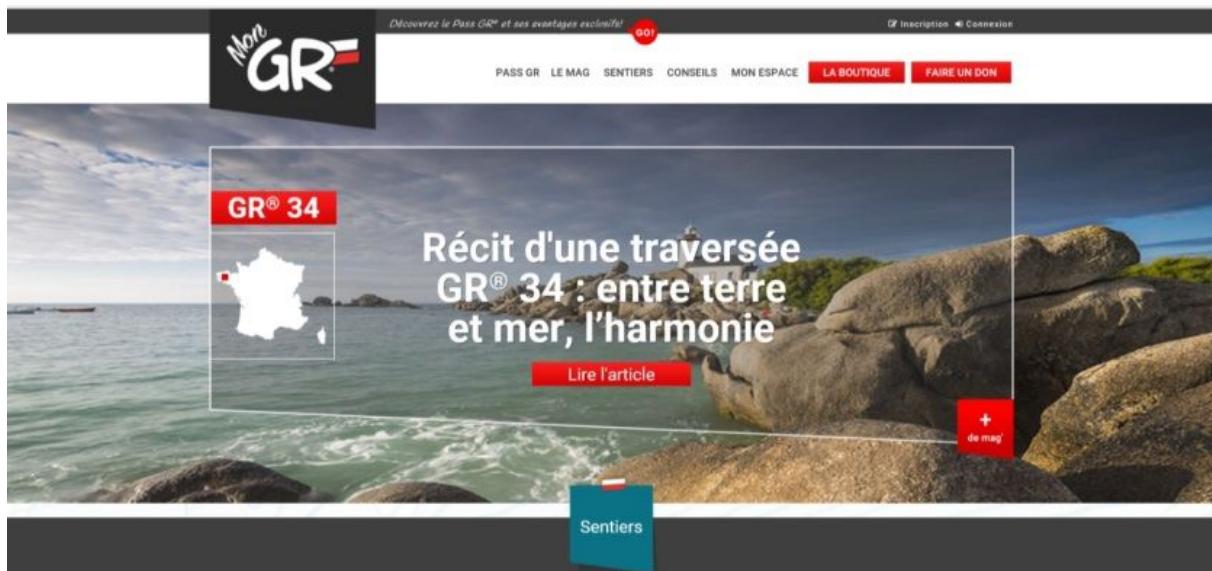 Découvrez le Pass GR® et ses avantages exclusifs!
GO!
Inscription
Connexion
Mon
GR®
PASS GR
LE MAG
SENTIERS
CONSEILS
MON ESPACE
LA BOUTIQUE
FAIRE UN DON
GR® 34
Récit d'une traversée
GR® 34 : entre terre
et mer, l’harmonie
Lire l'article
+
de mag'
Sentiers